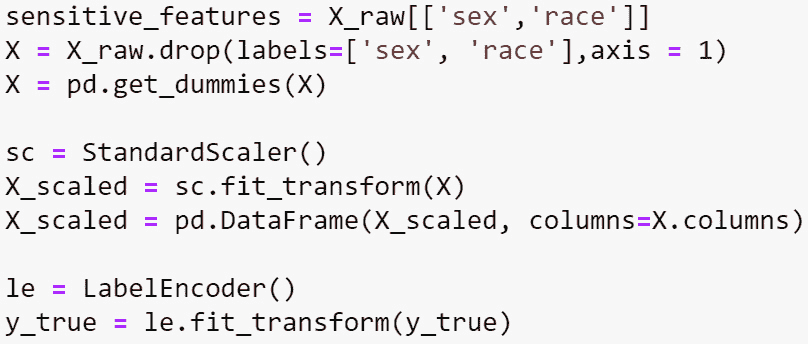 sensitive_features = X_raw[['sex','race']]
X = X_raw.drop(labels=['sex', 'race'],axis = 1)
X = pd.get_dummies(X)

sc = StandardScaler()
X_scaled = sc.fit_transform(X)
X_scaled = pd.DataFrame(X_scaled, columns=X.columns)

le = LabelEncoder()
y_true = le.fit_transform(y_true)